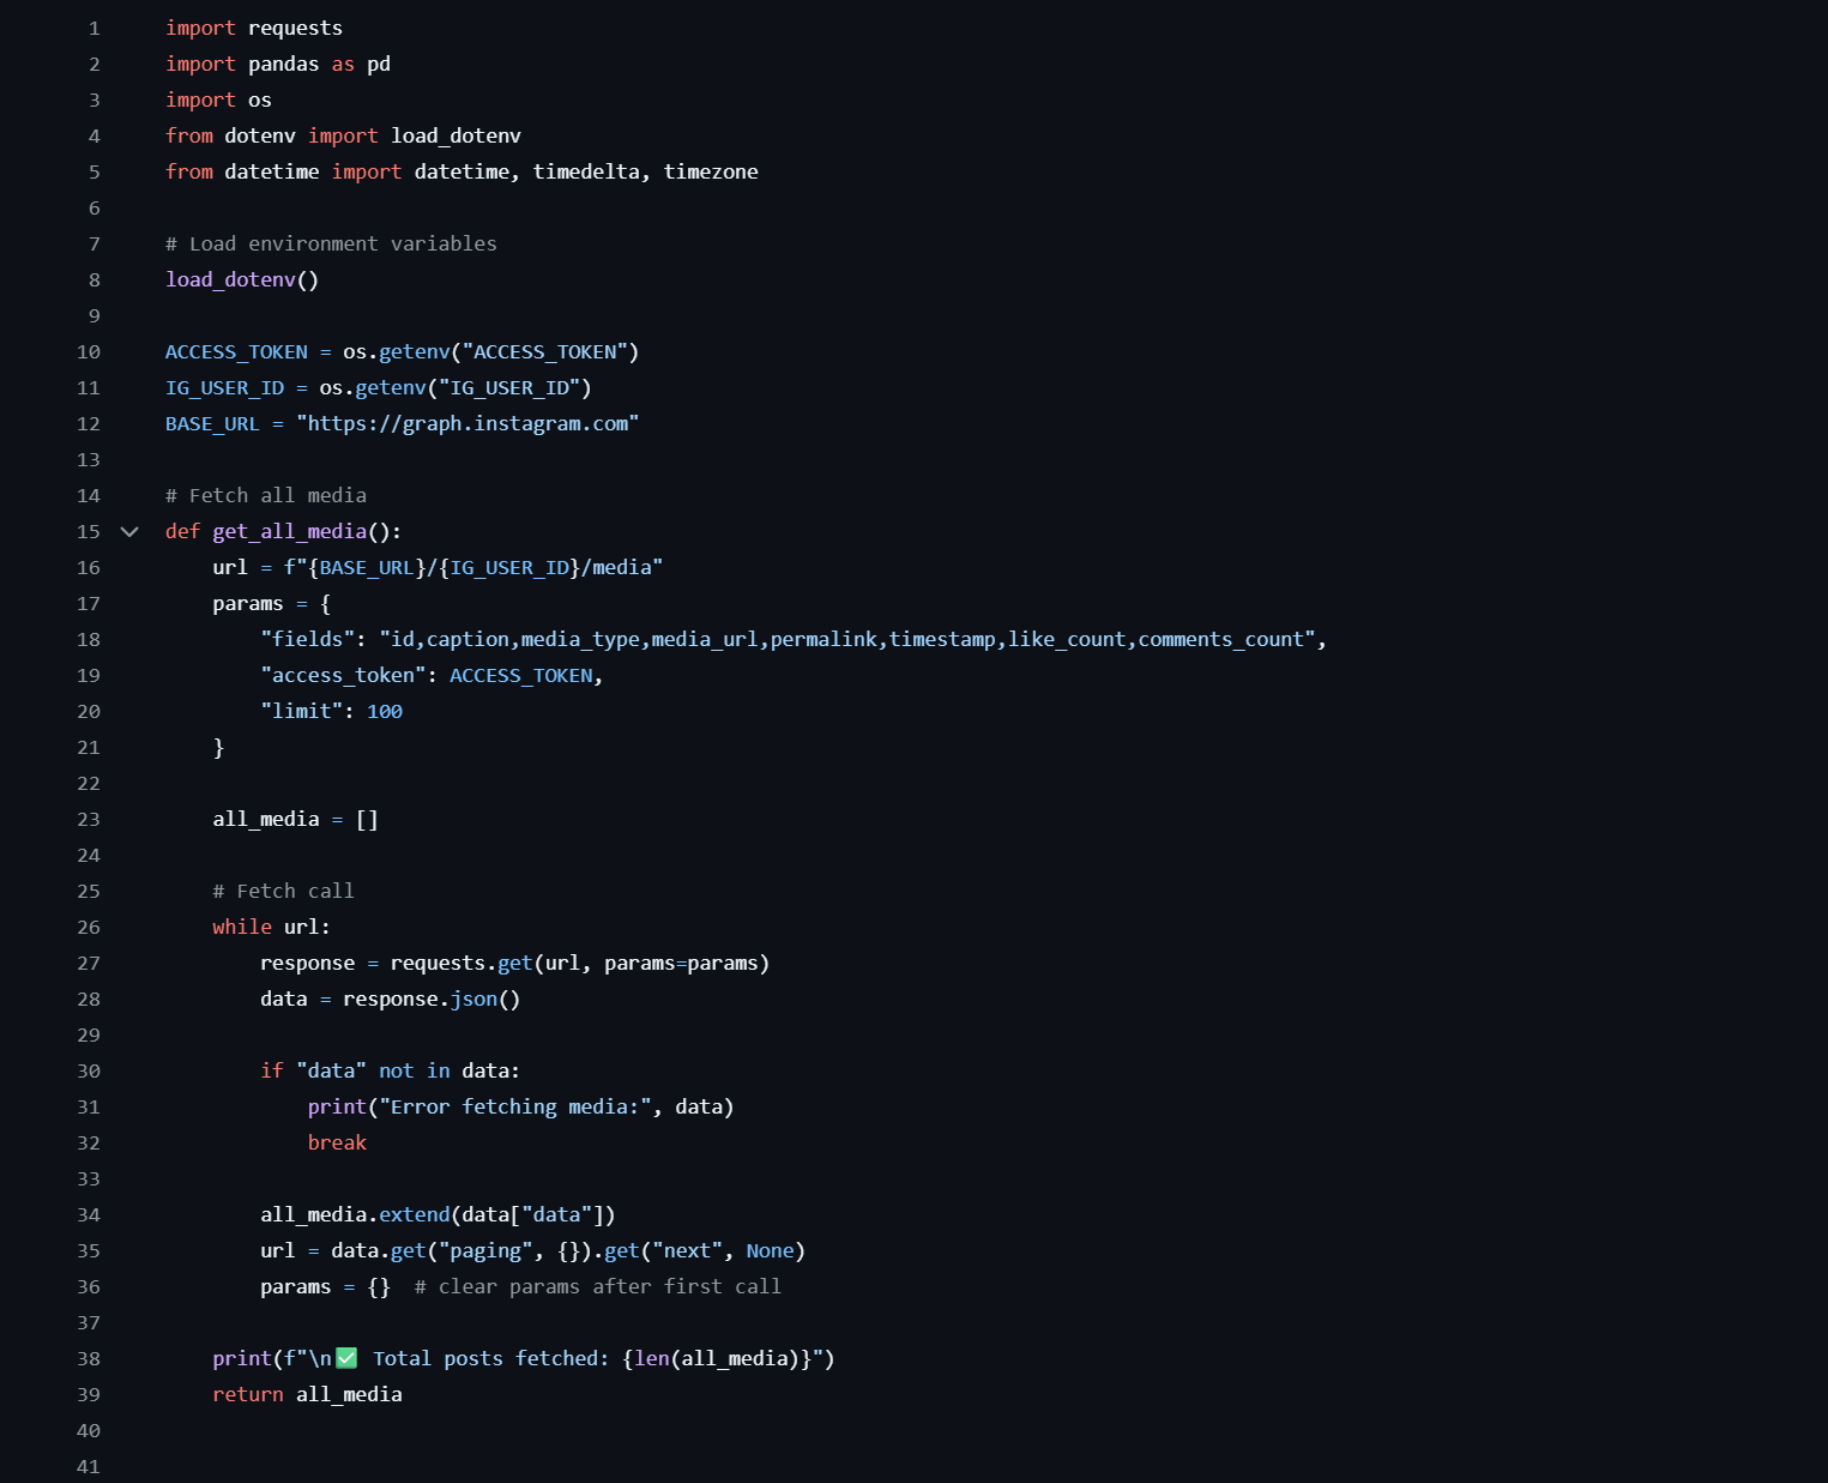 1 import requests
2 import pandas as pd
3 import os
4 from dotenv import load_dotenv
5 from datetime import datetime, timedelta, timezone
6
7 # Load environment variables
8 load_dotenv()
9
10 ACCESS_TOKEN = os.getenv("ACCESS_TOKEN")
11 IG_USER_ID = os.getenv("IG_USER_ID")
12 BASE_URL = "https://graph.instagram.com"
13
14 # Fetch all media
15 def get_all_media():
16     url = f"{BASE_URL}/{IG_USER_ID}/media"
17     params = {
18         "fields": "id,caption,media_type,media_url,permalink,timestamp,like_count,comments_count",
19         "access_token": ACCESS_TOKEN,
20         "limit": 100
21     }
22
23     all_media = []
24
25     # Fetch call
26     while url:
27         response = requests.get(url, params=params)
28         data = response.json()
29
30         if "data" not in data:
31             print("Error fetching media:", data)
32             break
33
34         all_media.extend(data["data"])
35         url = data.get("paging", {}).get("next", None)
36         params = {}  # clear params after first call
37
38     print(f"\n✅ Total posts fetched: {len(all_media)}")
39     return all_media
40
41